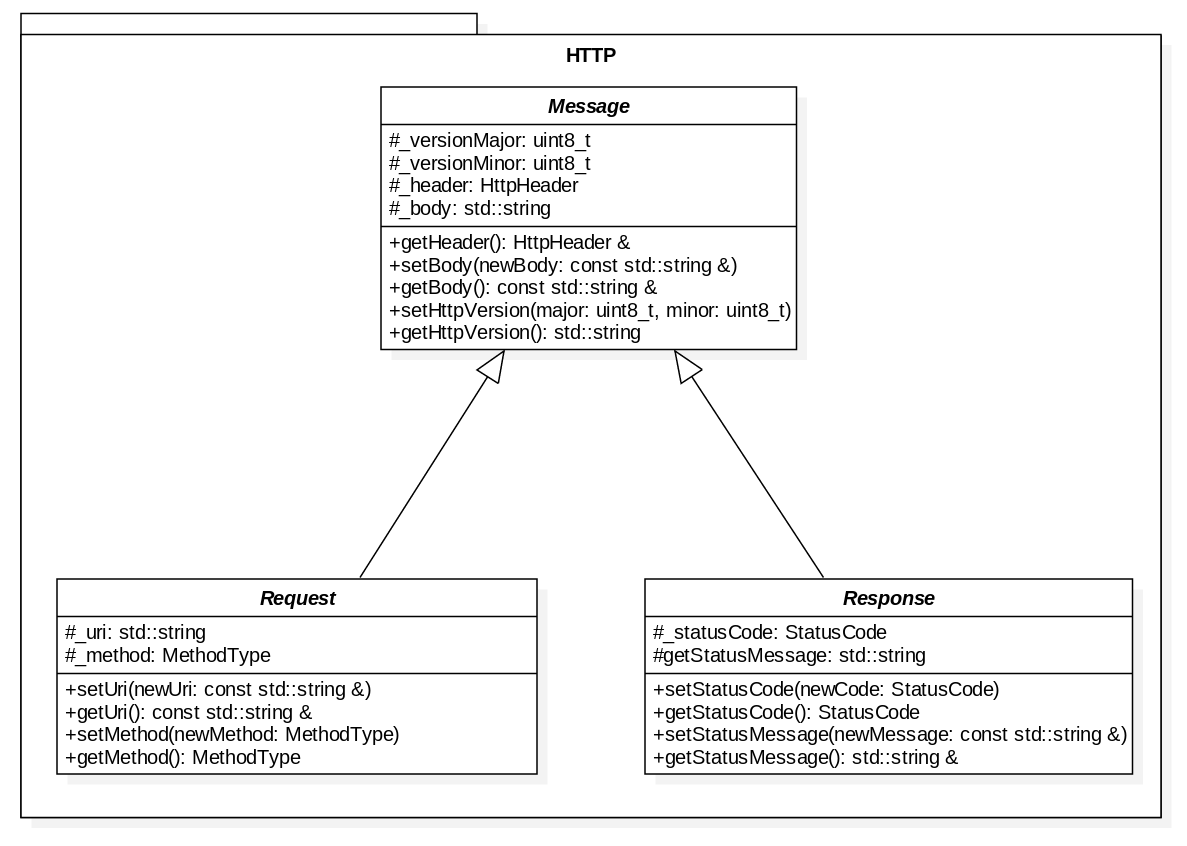 HTTP
Message
#_versionMajor: uint8_t
#_versionMinor: uint8_t
#_header: HttpHeader
#_body: std::string
+getHeader(): HttpHeader &
+setBody(newBody: const std::string &)
+getBody(): const std::string &
+setHttpVersion(major: uint8_t, minor: uint8_t)
+getHttpVersion(): std::string
Request
#_uri: std::string
#_method: MethodType
+setUri(newUri: const std::string &)
+getUri(): const std::string &
+setMethod(newMethod: MethodType)
+getMethod(): MethodType
Response
#_statusCode: StatusCode
#getStatusMessage: std::string
+setStatusCode(newCode: StatusCode)
+getStatusCode(): StatusCode
+setStatusMessage(newMessage: const std::string &)
+getStatusMessage(): std::string &